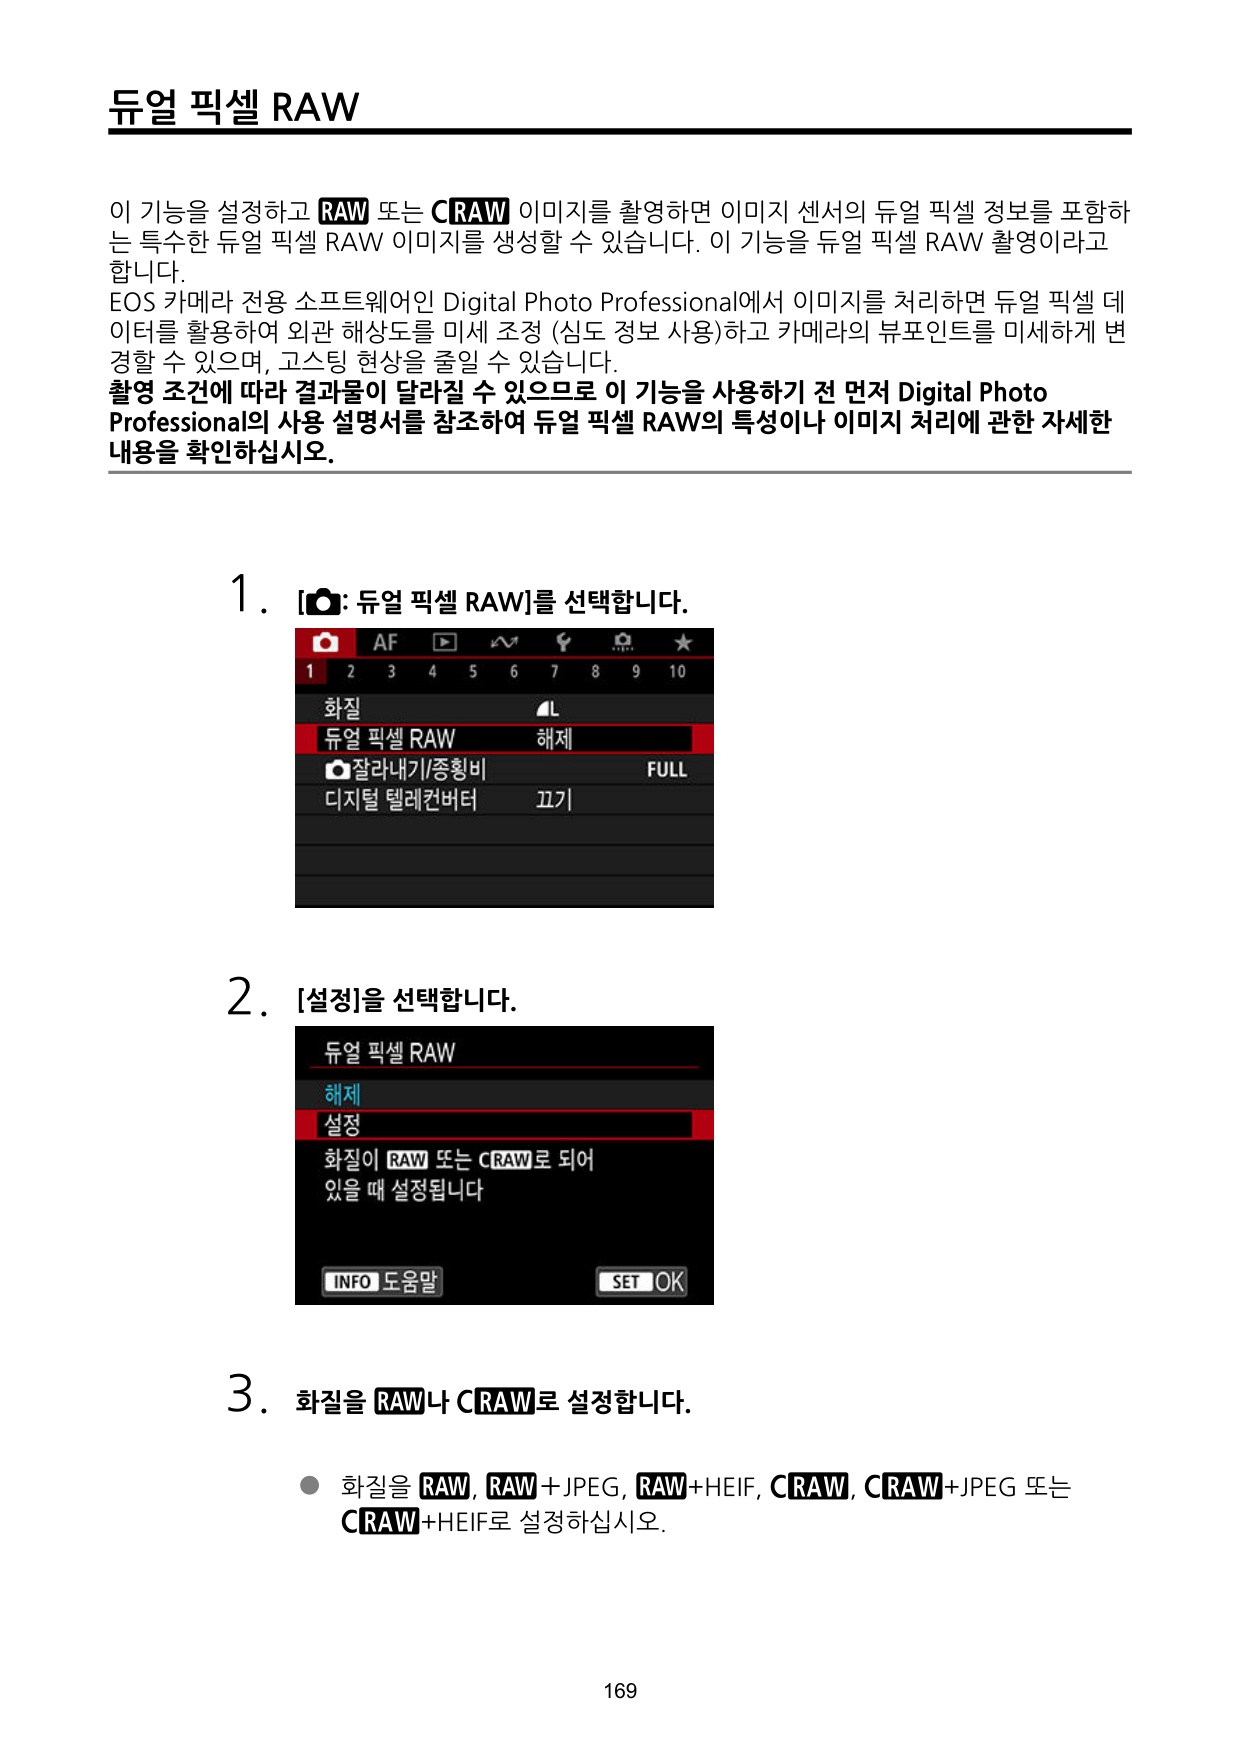 듀얼 픽셀 RAW
이 기능을 설정하고 RAW 또는 CRAW 이미지를 촬영하면 이미지 센서의 듀얼 픽셀 정보를 포함하
는 특수한 듀얼 픽셀 RAW 이미지를 생성할 수 있습니다. 이 기능을 듀얼 픽셀 RAW 촬영이라고
합니다.
EOS 카메라 전용 소프트웨어인 Digital Photo Professional에서 이미지를 처리하면 듀얼 픽셀 데
이터를 활용하여 외관 해상도를 미세 조정 (심도 정보 사용)하고 카메라의 뷰포인트를 미세하게 변
경할 수 있으며, 고스팅 현상을 줄일 수 있습니다.
촬영 조건에 따라 결과물이 달라질 수 있으므로 이 기능을 사용하기 전 먼저 Digital Photo
Professional의 사용 설명서를 참조하여 듀얼 픽셀 RAW의 특성이나 이미지 처리에 관한 자세한
내용을 확인하십시오.
1. [: 듀얼 픽셀 RAW]를 선택합니다.
AF
1 2 3 4 5 6 7 8 9 10
화질 L
듀얼 픽셀 RAW 해제
잘라내기/종횡비 FULL
디지털 텔레컨버터 끄기
2. [설정]을 선택합니다.
듀얼 픽셀 RAW
해제
설정
화질이 RAW 또는 CRAW로 되어
있을 때 설정됩니다
INFO 도움말 SET OK
3. 화질을 RAW나 CRAW로 설정합니다.
● 화질을 RAW, RAW+JPEG, RAW+HEIF, CRAW, CRAW+JPEG 또는
CRAW+HEIF로 설정하십시오.
169